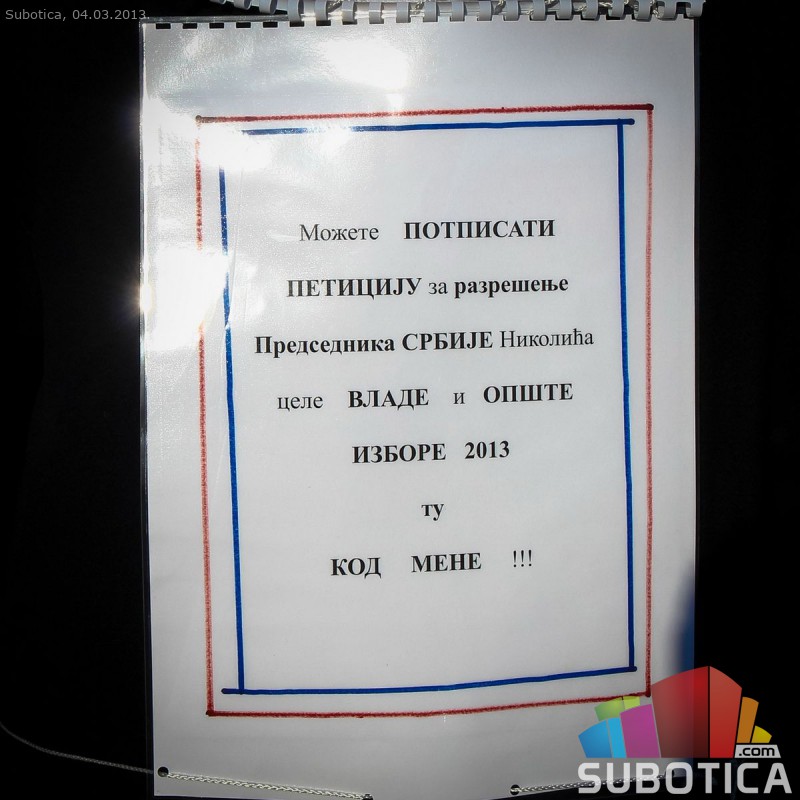 Subotica, 04.03.2013.
Можете ПОТПИСАТИ
ПЕТИЦИЈУ за разрешење
Председника СРБИЈЕ Николића
целе ВЛАДЕ и ОПШТЕ
ИЗБОРЕ 2013
ту
КОД МЕНЕ !!!
.com
SUBOTICA